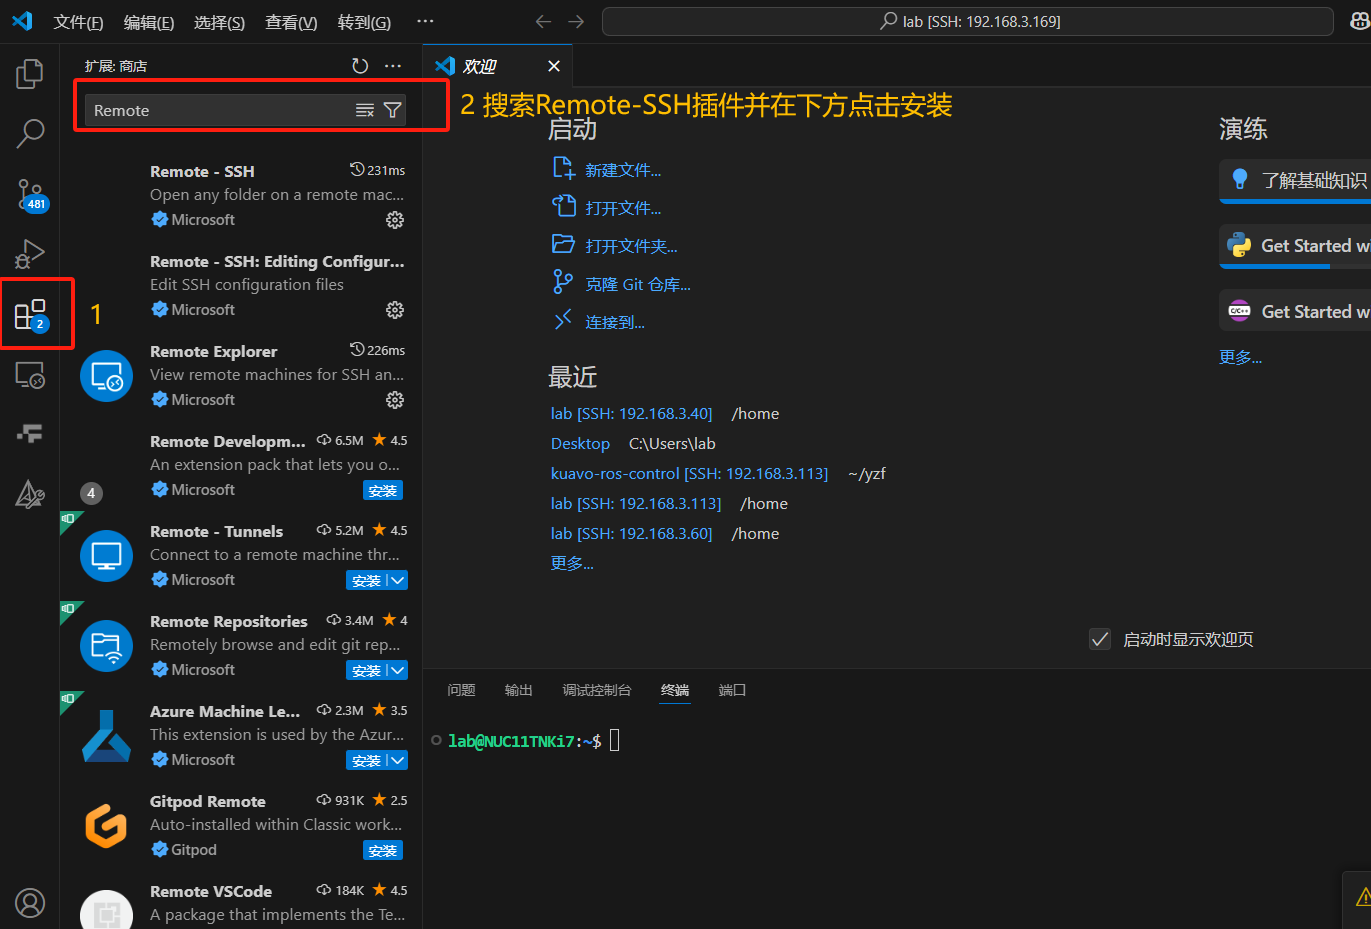 文件(F) 编辑(E) 选择(S) 查看(V) 转到(G) ··· lab [SSH: 192.168.3.169]
扩展: 商店 ···
Remote
Remote - SSH 231ms
Open any folder on a remote mac...
Microsoft
Remote - SSH: Editing Configur...
Edit SSH configuration files
Microsoft
Remote Explorer 226ms
View remote machines for SSH an...
Microsoft
Remote Developm... 6.5M 4.5
An extension pack that lets you o...
Microsoft 安装
4
Remote - Tunnels 5.2M 4.5
Connect to a remote machine thr...
Microsoft 安装
Remote Repositories 3.4M 4
Remotely browse and edit git rep...
Microsoft 安装
Azure Machine Le... 2.3M 3.5
This extension is used by the Azur...
Microsoft 安装
Gitpod Remote 931K 2.5
Auto-installed within Classic work...
Gitpod 安装
Remote VSCode 184K 4.5
A package that implements the Te...
481
2
1
欢迎
2 搜索Remote-SSH插件并在下方点击安装
启动
新建文件...
打开文件...
打开文件夹...
克隆 Git 仓库...
连接到...
最近
lab [SSH: 192.168.3.40] /home
Desktop C:\Users\lab
kuavo-ros-control [SSH: 192.168.3.113] ~/yzf
lab [SSH: 192.168.3.113] /home
lab [SSH: 192.168.3.60] /home
更多...
演练
了解基础知识
Get Started w
C/C++
Get Started w
更多...
启动时显示欢迎页
问题 输出 调试控制台 终端 端口
lab@NUC11TNKi7:~$